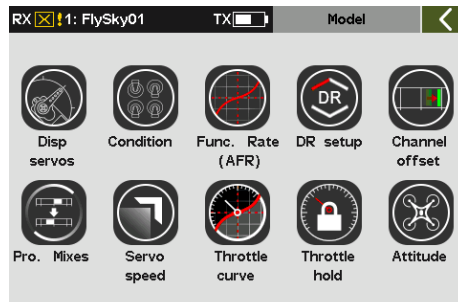 RX !1: FlySky01 TX Model
DR
Disp Condition Func. Rate DR setup Channel
servos (AFR) offset
Pro. Mixes Servo Throttle Throttle Attitude
speed curve hold